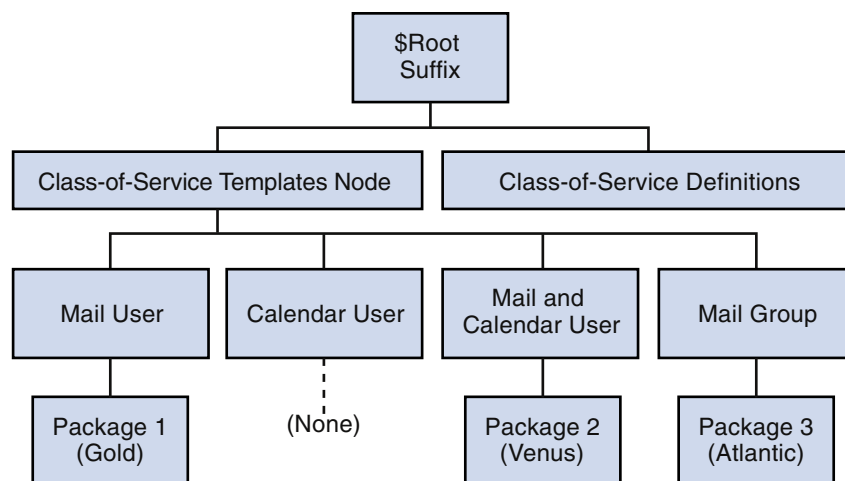 $Root
Suffix
Class-of-Service Templates Node
Class-of-Service Definitions
Mail User
Calendar User
Mail and
Calendar User
Mail Group
Package 1
(Gold)
(None)
Package 2
(Venus)
Package 3
(Atlantic)